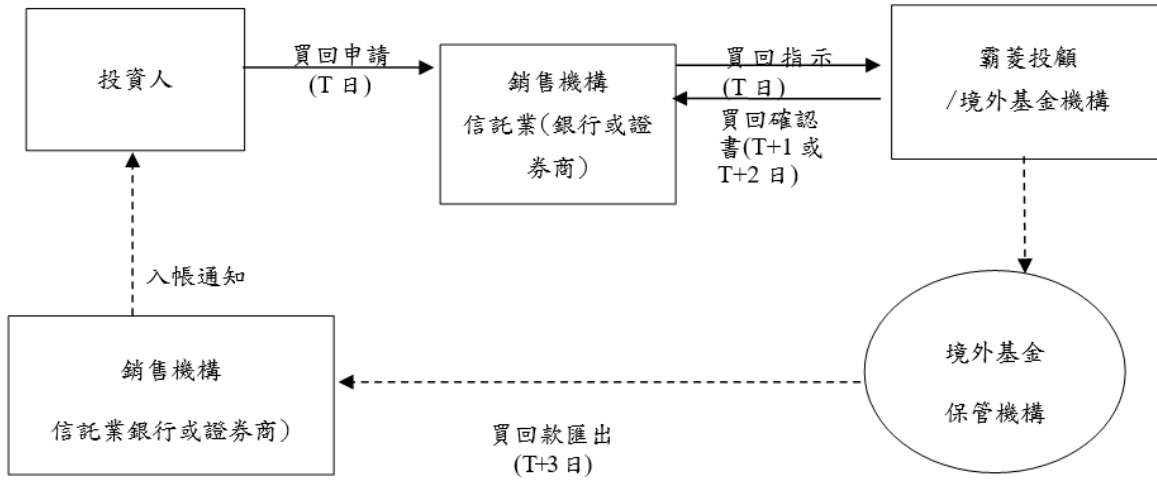 投資人
買回申請
(T 日)
銷售機構
信託業(銀行或證
券商)
買回指示
(T 日)
買回確認
書(T+1 或
T+2 日)
霸菱投顧
/境外基金機構
入帳通知
銷售機構
信託業銀行或證券商)
買回款匯出
(T+3 日)
境外基金
保管機構